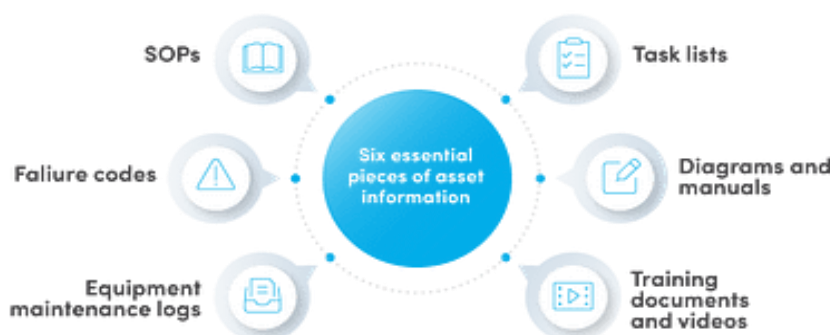 SOPs
Task lists
Faliure codes
Six essential
pieces of asset
information
Diagrams and
manuals
Equipment
maintenance logs
Training
documents
and videos